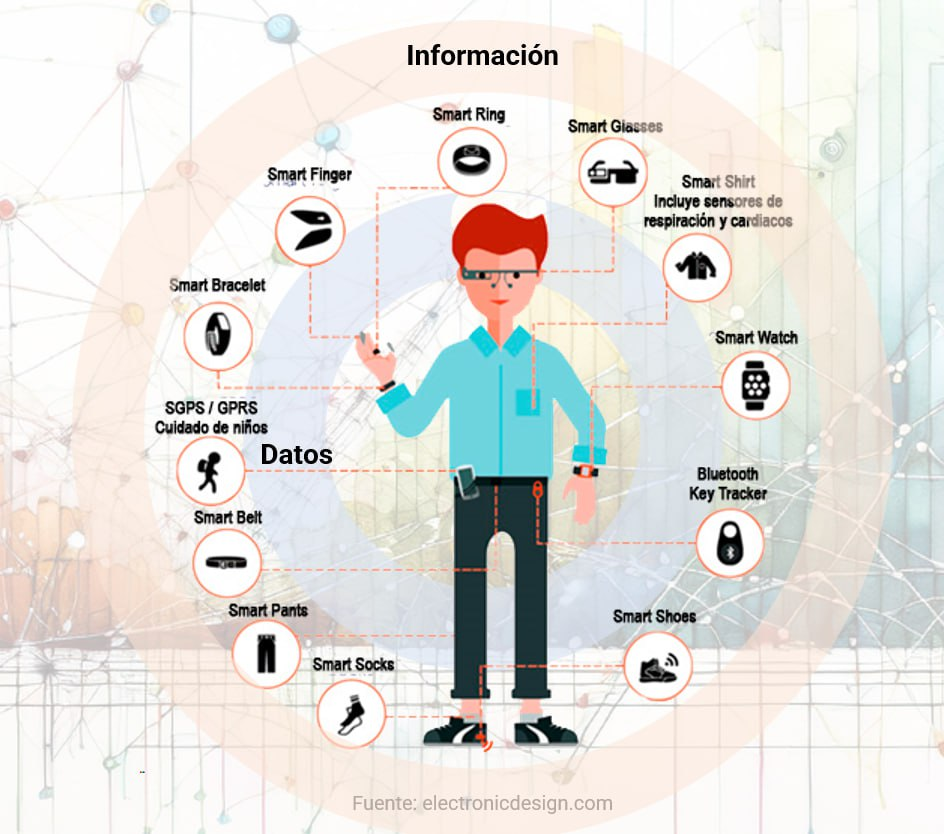 Información
Smart Ring
Smart Glasses
Smart Finger
Smart Shirt
Incluye sensores de
respiración y cardiacos
Smart Bracelet
Smart Watch
SGPS / GPRS
Cuidado de niños
Datos
Bluetooth
Key Tracker
Smart Belt
Smart Pants
Smart Shoes
Smart Socks
Fuente: electronicdesign.com